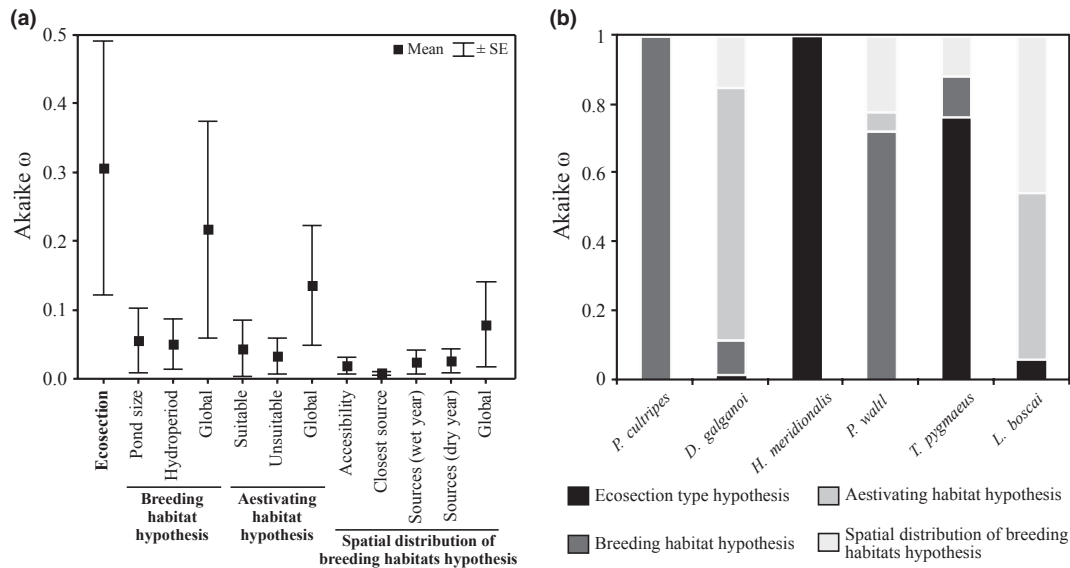 (a)
0.5
0.4
0.3
0.2
0.1
0.0
Akaike ω
Mean ± SE
Ecosection
Pond size
Hydroperiod
Global
Suitable
Unsuitable
Global
Accesibility
Closest source
Sources (wet year)
Sources (dry year)
Global
Breeding
habitat
hypothesis
Aestivating
habitat
hypothesis
Spatial distribution of
breeding habitats hypothesis
(b)
1
0.8
0.6
0.4
0.2
0
Akaike ω
P. cultripes
D. galganoi
H. meridionalis
P. waltl
T. pygmaeus
L. boscai
Ecosection type hypothesis
Breeding habitat hypothesis
Aestivating habitat hypothesis
Spatial distribution of breeding
habitats hypothesis